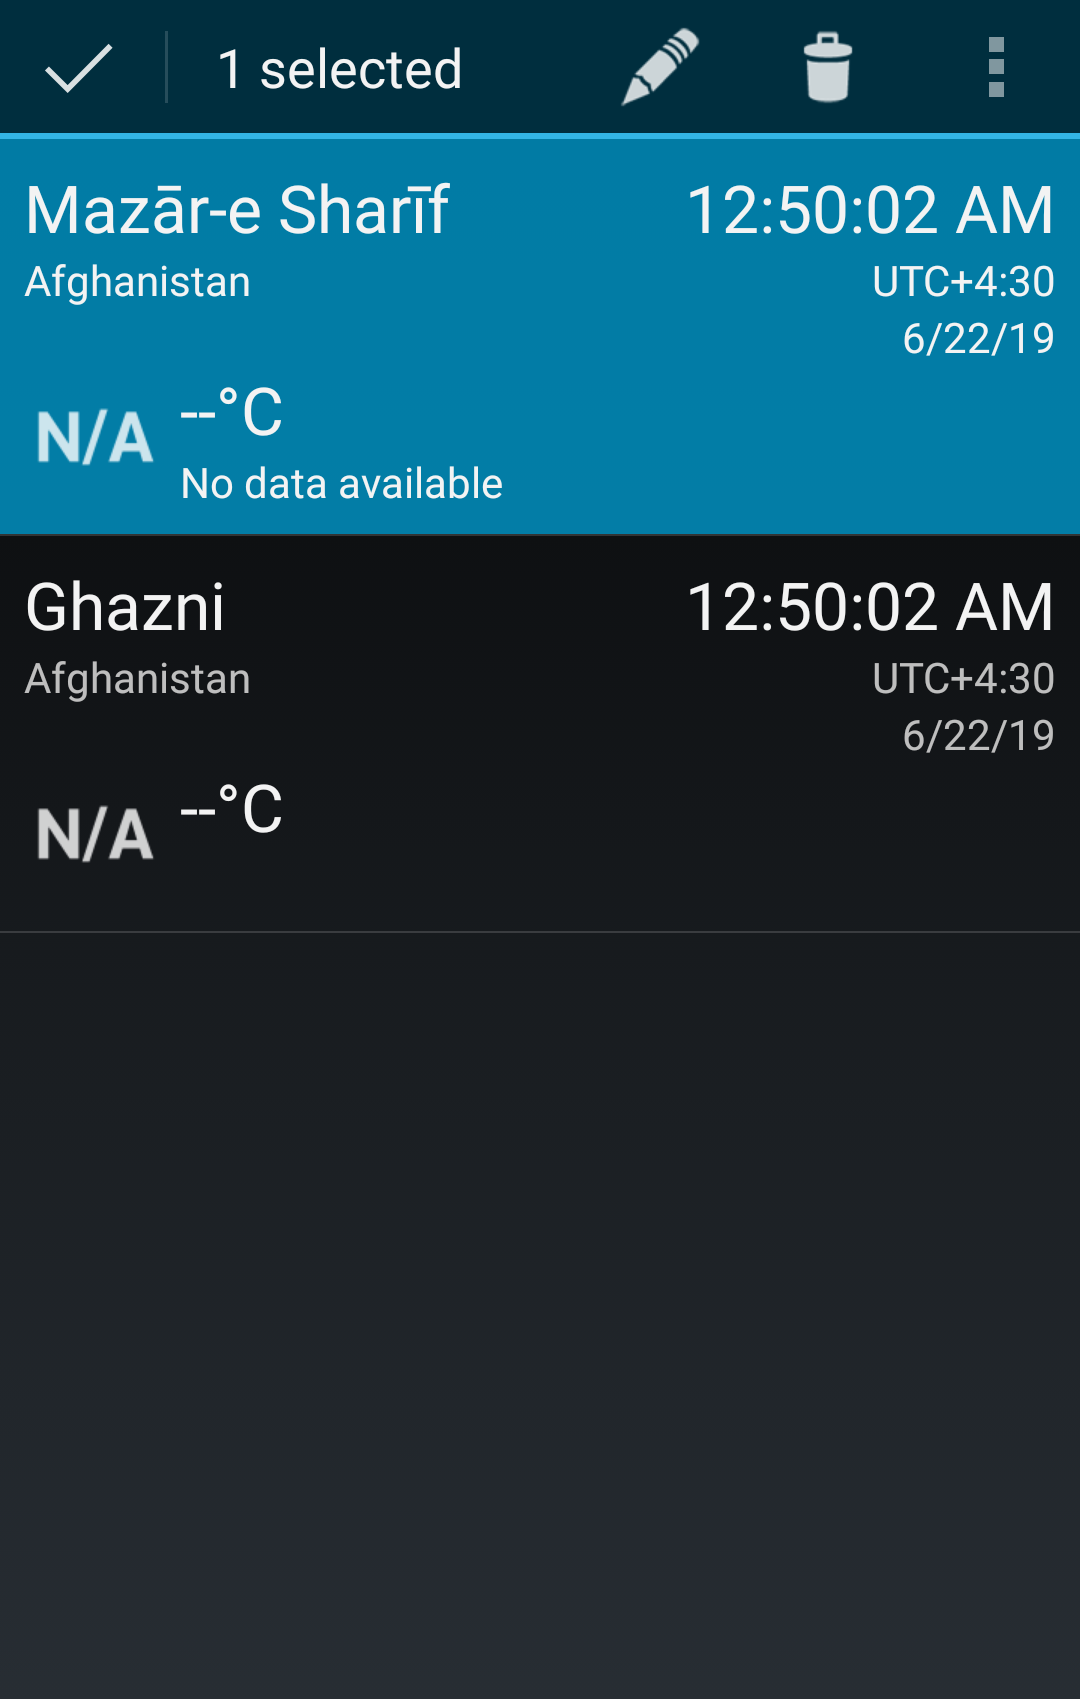 1 selected
Mazār-e Sharīf 12:50:02 AM
Afghanistan UTC+4:30
6/22/19
N/A --°C
No data available
Ghazni 12:50:02 AM
Afghanistan UTC+4:30
6/22/19
N/A --°C